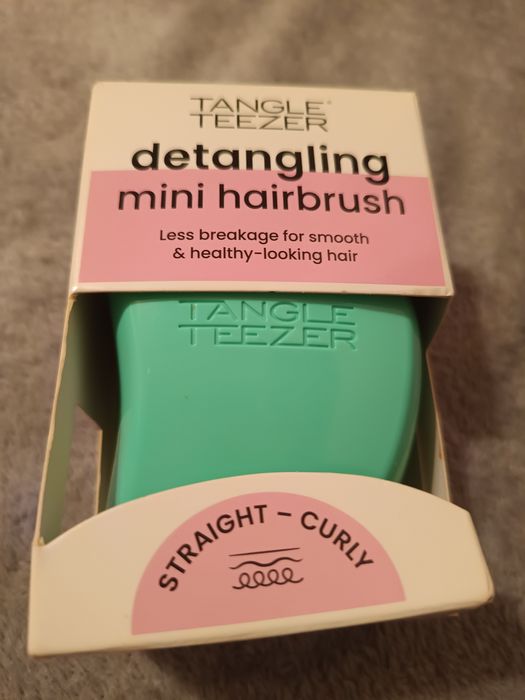 TANGLE
TEEZER
detangling
mini hairbrush
Less breakage for smooth
& healthy-looking hair
TANGLE
TEEZER
STRAIGHT – CURLY